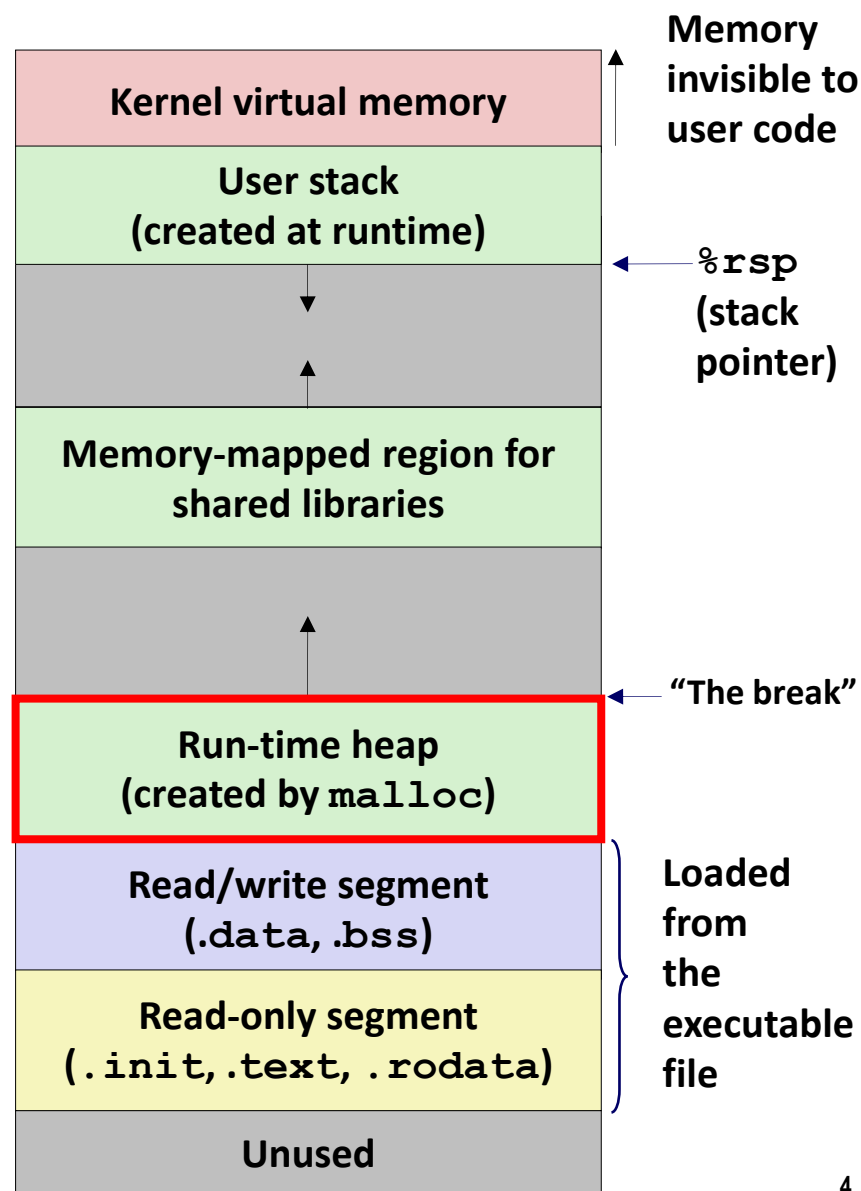 Memory
invisible to
user code
Kernel virtual memory
User stack
(created at runtime)
%rsp
(stack
pointer)
Memory-mapped region for
shared libraries
“The break”
Run-time heap
(created by malloc)
Read/write segment
(.data, .bss)
Read-only segment
(.init, .text, .rodata)
Loaded
from
the
executable
file
Unused
4